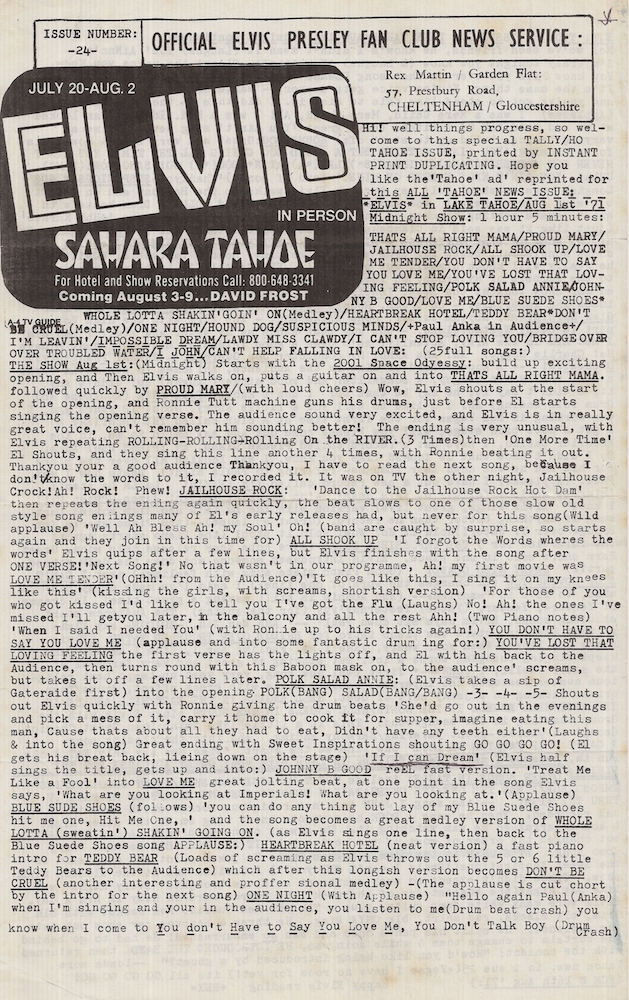 ISSUE NUMBER:
-24-
OFFICIAL ELVIS PRESLEY FAN CLUB NEWS SERVICE :
Rex Martin / Garden Flat:
57, Prestbury Road,
CHELTENHAM / Gloucestershire
JULY 20-AUG. 2
ELVIS
IN PERSON
SAHARA TAHOE
For Hotel and Show Reservations Call: 800-648-3341
Coming August 3-9...DAVID FROST
Hi! well things progress, so wel-
come to this special TALLY/HO
TAHOE ISSUE, printed by INSTANT
PRINT DUPLICATING. Hope you
like the'Tahoe' ad' reprinted for
this ALL 'TAHOE' NEWS ISSUE:
*ELVIS* in LAKE TAHOE/AUG 1st '71
Midnight Show: 1 hour 5 minutes:
THATS ALL RIGHT MAMA/PROUD MARY/
JAILHOUSE ROCK/ALL SHOOK UP/LOVE
ME TENDER/YOU DON'T HAVE TO SAY
YOU LOVE ME/YOU'VE LOST THAT LOV-
ING FEELING/POLK SALAD ANNIE/JOHN-
NY B GOOD/LOVE ME/BLUE SUEDE SHOES*
WHOLE LOTTA SHAKIN'GOIN' ON(Medley)/HEARTBREAK HOTEL/TEDDY BEAR*DON'T
A-4 TV GUIDE
BE CRUEL(Medley)/ONE NIGHT/HOUND DOG/SUSPICIOUS MINDS/+Paul Anka in Audience+/
I'M LEAVIN'/IMPOSSIBLE DREAM/LAWDY MISS CLAWDY/I CAN'T STOP LOVING YOU/BRIDGE OVER
OVER TROUBLED WATER/I JOHN/CAN'T HELP FALLING IN LOVE: (25full songs:)
THE SHOW Aug 1st:(Midnight) Starts with the 2001 Space Odyessy: build up exciting
opening, and Then Elvis walks on, puts a guitar on and into THATS ALL RIGHT MAMA.
followed quickly by PROUD MARY/(with loud cheers) Wow, Elvis shouts at the start
of the opening, and Ronnie Tutt machine guns his drums, just before El starts
singing the opening verse. The audience sound very excited, and Elvis is in really
great voice, can't remember him sounding better! The ending is very unusual, with
Elvis repeating ROLLING-ROLLING-ROlling On the RIVER.(3 Times)then 'One More Time'
El Shouts, and they sing this line another 4 times, with Ronnie beating it out.
Thankyou your a good audience Thankyou, I have to read the next song, because I
don't/know the words to it, I recorded it. It was on TV the other night, Jailhouse
Crock!Ah! Rock! Phew! JAILHOUSE ROCK: 'Dance to the Jailhouse Rock Hot Dam'
then repeats the ending again quickly, the beat slows to one of those slow old
style song enlings many of El's early releases had, but never for this song(Wild
applause) 'Well Ah Bless Ah! my Soul' Oh! (band are caught by surprise, so starts
again and they join in this time for) ALL SHOOK UP 'I forgot the Words wheres the
words' Elvis quips after a few lines, but Elvis finishes with the song after
ONE VERSE!'Next Song!' No that wasn't in our programme, Ah! my first movie was
LOVE ME TENDER'(OHhh! from the Audience)'It goes like this, I sing it on my knees
like this' (kissing the girls, with screams, shortish version) 'For those of you
who got kissed I'd like to tell you I've got the Flu (Laughs) No! Ah! the ones I've
missed I'll getyou later, in the balcony and all the rest Ahh! (Two Piano notes)
'When I said I needed You' (with Ronnie up to his tricks again!) YOU DON'T HAVE TO
SAY YOU LOVE ME (applause and into some fantastic drum ing for:) YOU'VE LOST THAT
LOVING FEELING the first verse has the lights off, and El with his back to the
Audience, then turns round with this Baboon mask on, to the audience' screams,
but takes it off a few lines later. POLK SALAD ANNIE: (Elvis takes a sip of
Gateraide first) into the opening- POLK(BANG) SALAD(BANG/BANG) -3- -4- -5- Shouts
out Elvis quickly with Ronnie giving the drum beats 'She'd go out in the evenings
and pick a mess of it, carry it home to cook it for supper, imagine eating this
man, Cause thats about all they had to eat, Didn't have any teeth either'(Laughs
& into the song) Great ending with Sweet Inspirations shouting GO GO GO GO! (El
gets his breat back, lieing down on the stage) 'If I can Dream' (Elvis half
sings the title, gets up and into:) JOHNNY B GOOD reEL fast version. 'Treat Me
Like a Fool' into LOVE ME great jolting beat, at one point in the song Elvis
says, 'What are you looking at Imperials! What are you looking at.'(Applause)
BLUE SUDE SHOES (follows) 'you can do any thing but lay of my Blue Suede Shoes
hit me one, Hit Me One, ' and the song becomes a great medley version of WHOLE
LOTTA (sweatin') SHAKIN' GOING ON. (as Elvis sings one line, then back to the
Blue Suede Shoes song APPLAUSE:) HEARTBREAK HOTEL (neat version) a fast piano
intro for TEDDY BEAR (Loads of screaming as Elvis throws out the 5 or 6 little
Teddy Bears to the Audience) which after this longish version becomes DON'T BE
CRUEL (another interesting and proffer sional medley) -(The applause is cut chort
by the intro for the next song) ONE NIGHT (With Applause) "Hello again Paul(Anka)
when I'm singing and your in the audience, you listen to me(Drum beat crash) you
know when I come to You don't Have to Say You Love Me, You Don't Talk Boy (Drum crash)